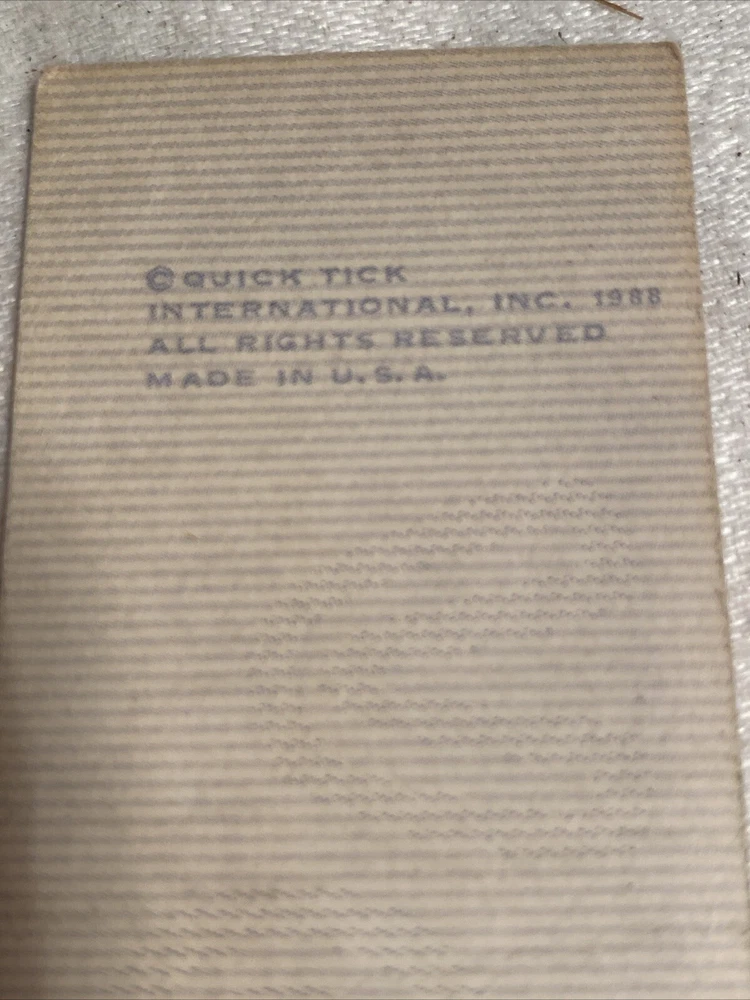 © QUICK TICK
INTERNATIONAL, INC. 1988
ALL RIGHTS RESERVED
MADE IN U.S.A.